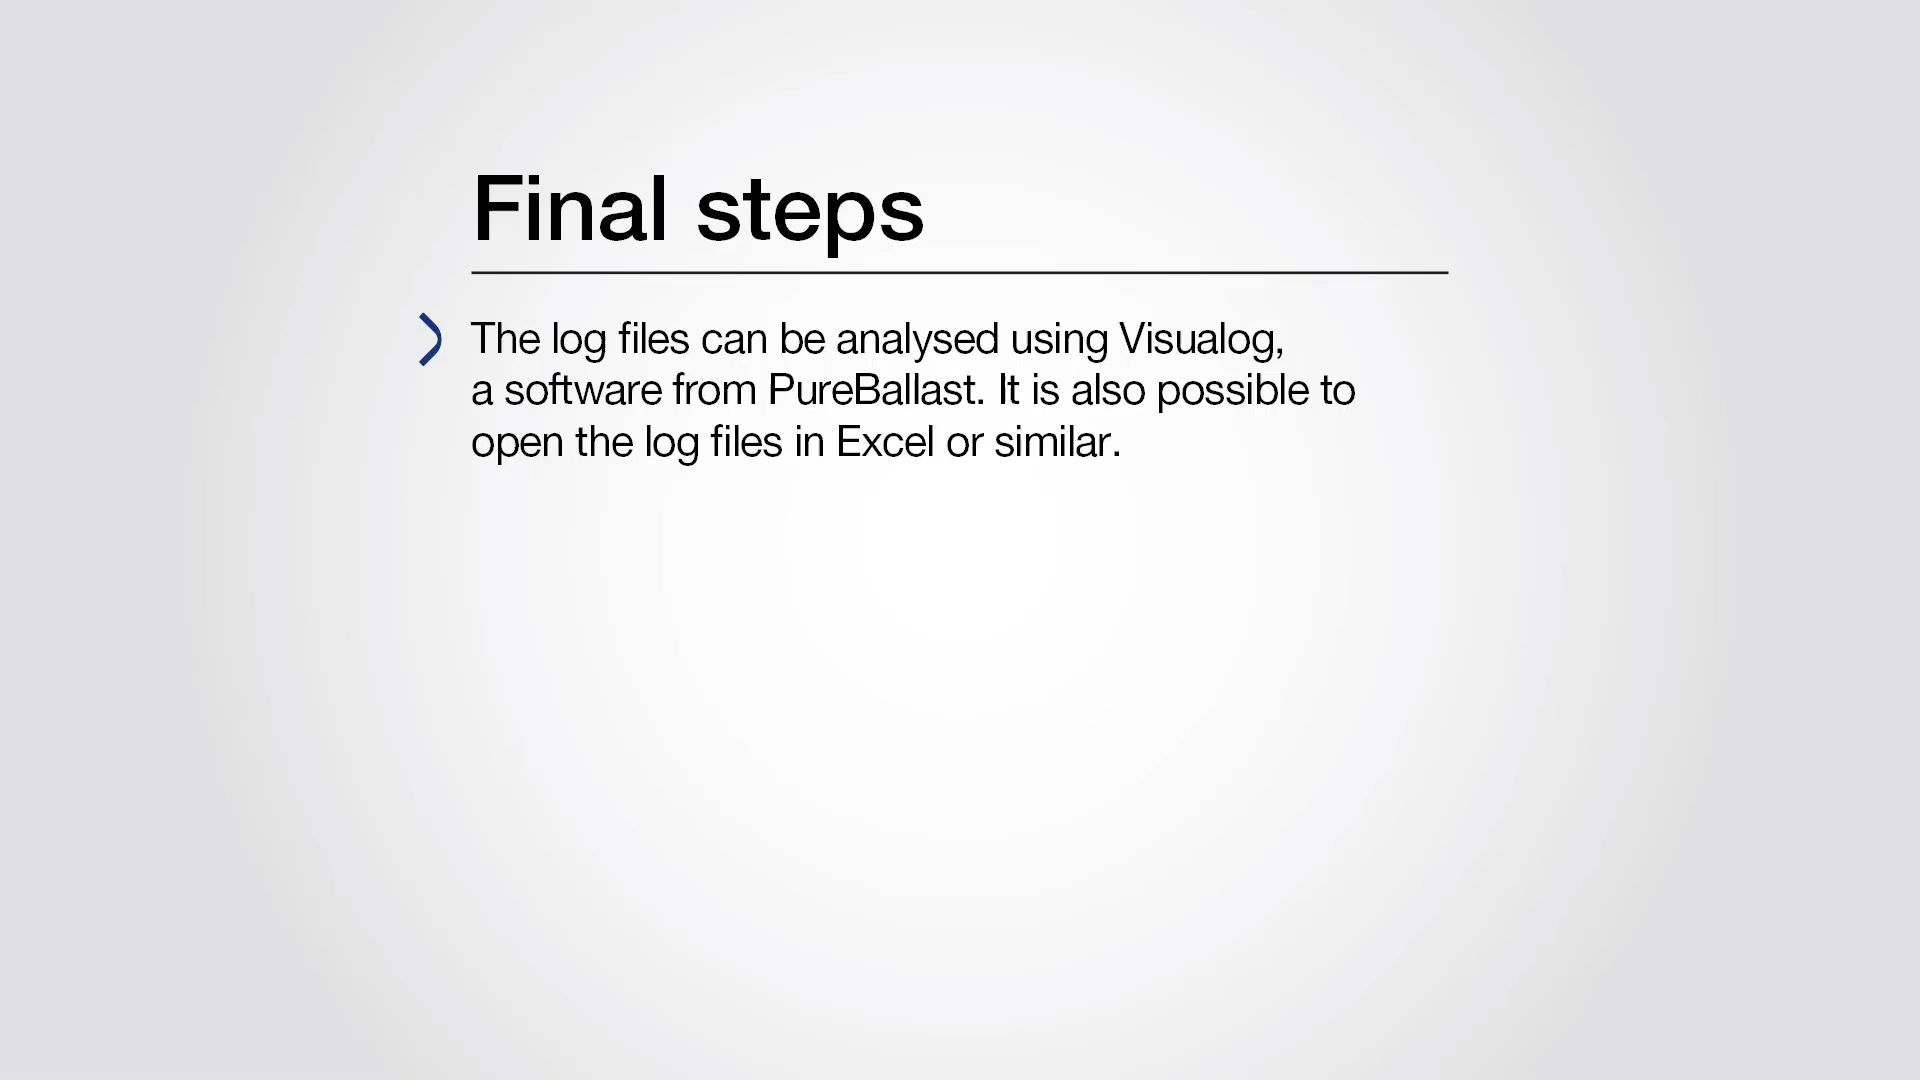 Final steps
The log files can be analysed using Visualog,
a software from PureBallast. It is also possible to
open the log files in Excel or similar.